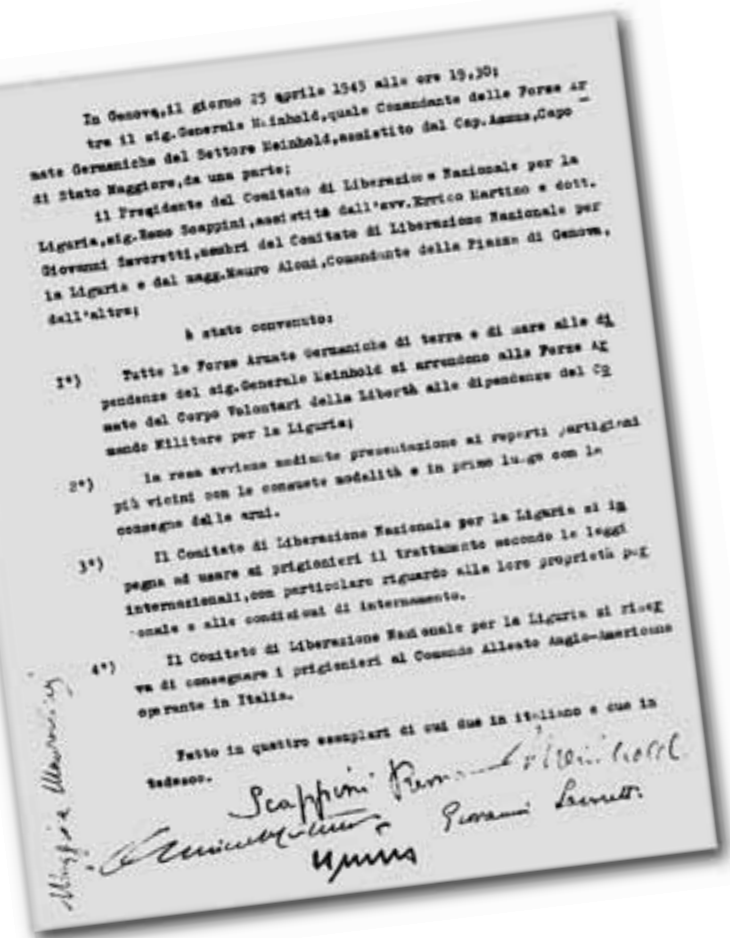 In Genova,il giorno 25 aprile 1945 alle ore 19,30;
tra il sig.Generale Meinhold,quale Comandante delle Forze Ar
mate Germaniche del Settore Meinhold,assistito dal Cap.Asmus,Capo
di Stato Maggiore,da una parte;
il Presidente del Comitato di Liberazione Nazionale per la
Liguria,sig.Remo Scappini,assistito dall'avv.Errico Martino e dott.
Giovanni Savoretti,membri del Comitato di Liberazione Nazionale per
la Liguria e dal magg.Mauro Aloni,Comandante della Piazza di Genova,
dall'altra;
è stato convenuto:
1°) Tutte le Forze Armate Germaniche di terra e di mare alle di
pendenze del sig.Generale Meinhold si arrendono alle Forze Ar
mate del Corpo Volontari della Libertà alle dipendenze del Co
mando Militare per la Liguria;
2°) la resa avviene mediante presentazione ai reparti partigiani
più vicini con le consuete modalità e in primo luogo con la
consegna delle armi.
3°) Il Comitato di Liberazione Nazionale per la Liguria si im
pegna ad usare ai prigionieri il trattamento secondo le leggi
internazionali,con particolare riguardo alla loro proprietà per
sonale e alle condizioni di internamento.
4°) Il Comitato di Liberazione Nazionale per la Liguria si riser
va di consegnare i prigionieri al Comando Alleato Anglo-Americano
operante in Italia.
Fatto in quattro esemplari di cui due in italiano e due in
tedesco.
Scappini Remo Meinhold
Giovanni Savoretti
Asmus